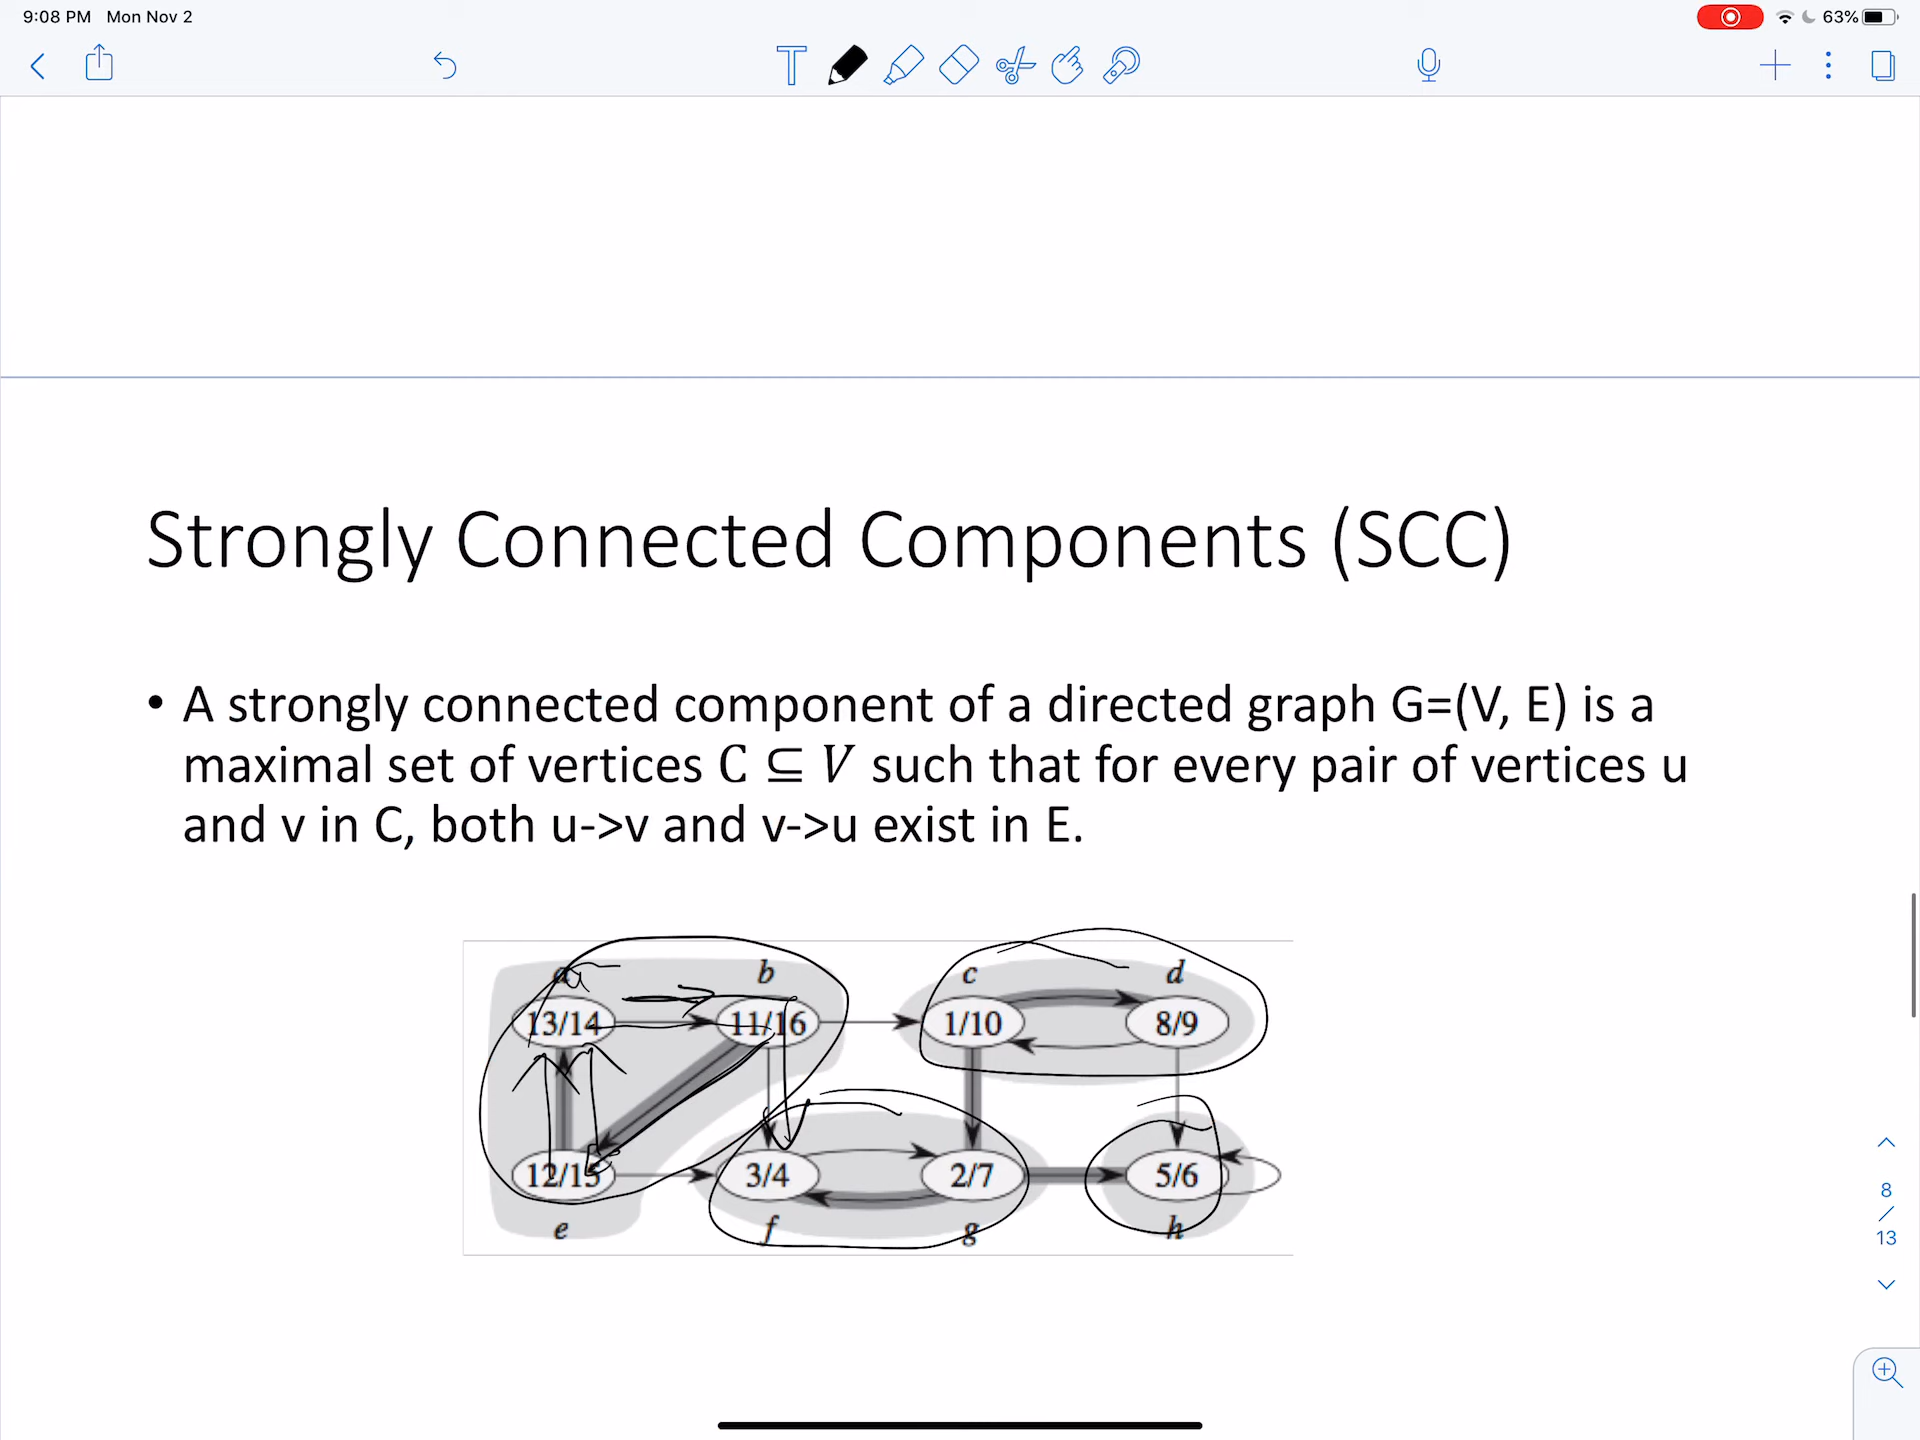 9:08 PM Mon Nov 2
63%
T
Strongly Connected Components (SCC)
• A strongly connected component of a directed graph G=(V, E) is a
maximal set of vertices C ⊆ V such that for every pair of vertices u
and v in C, both u->v and v->u exist in E.
a b c d
13/14 11/16 1/10 8/9
12/15 3/4 2/7 5/6
e f g h
8
/
13